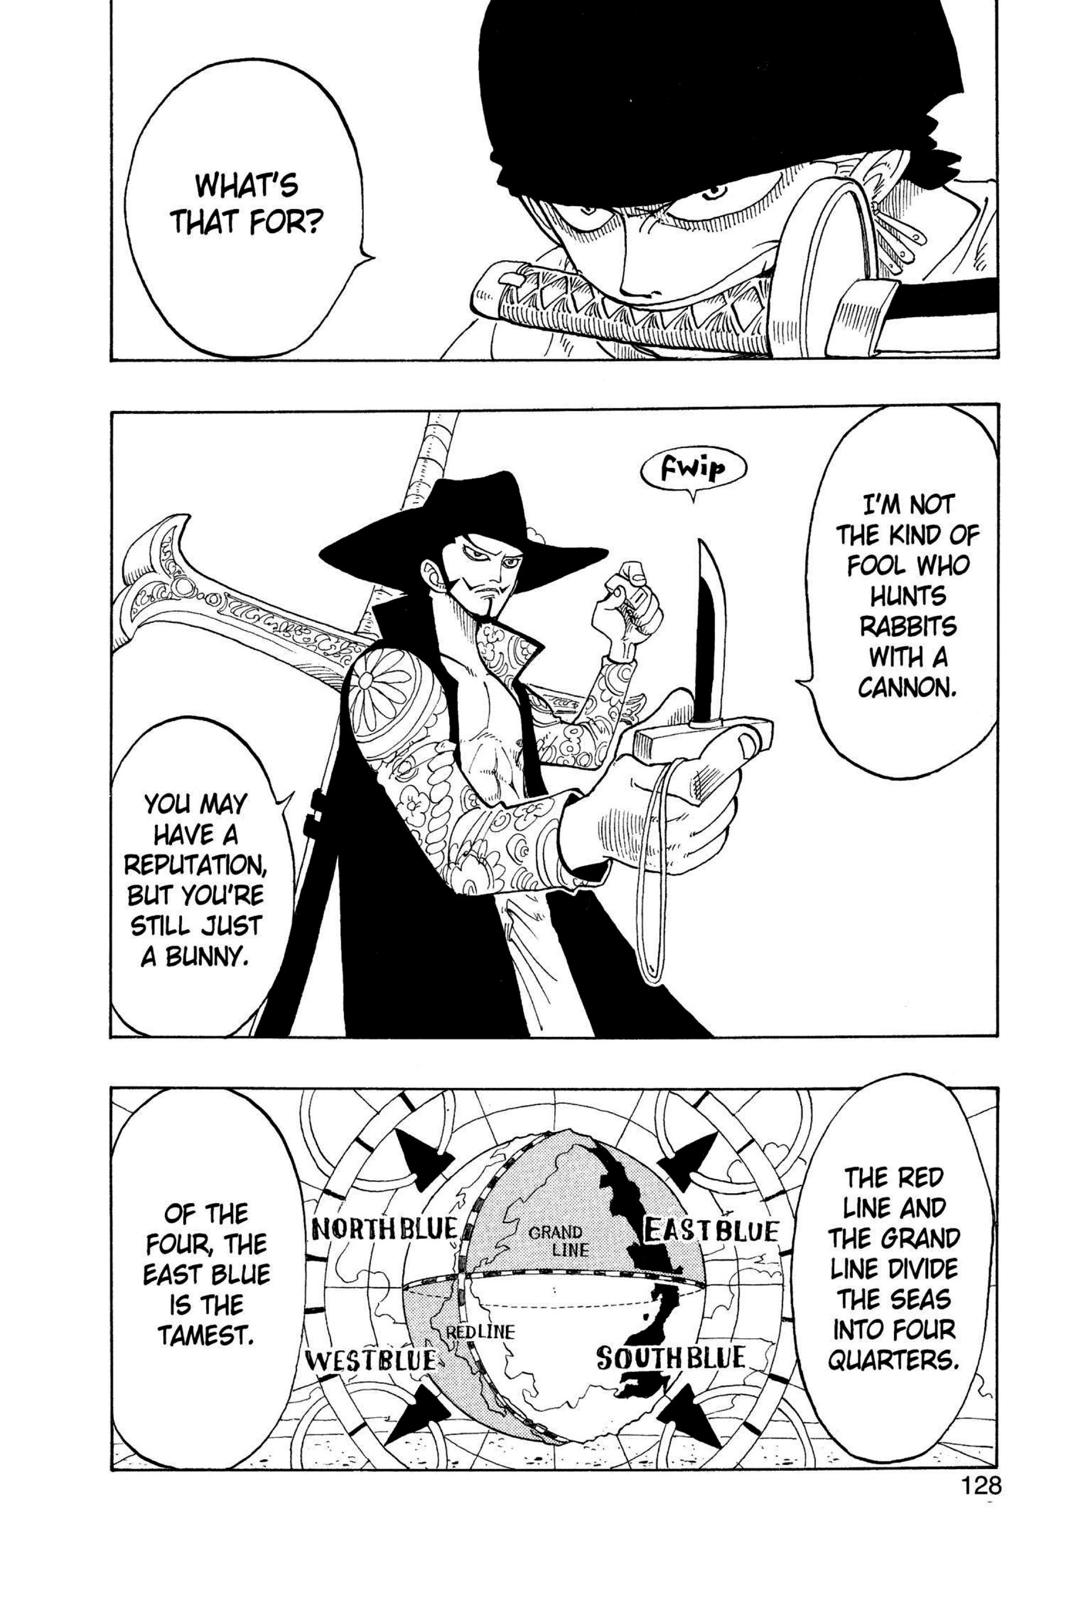 WHAT'S
THAT FOR?
FWIP
I'M NOT
THE KIND OF
FOOL WHO
HUNTS
RABBITS
WITH A
CANNON.
YOU MAY
HAVE A
REPUTATION,
BUT YOU'RE
STILL JUST
A BUNNY.
THE RED
LINE AND
THE GRAND
LINE DIVIDE
THE SEAS
INTO FOUR
QUARTERS.
NORTH BLUE
GRAND
LINE
EAST BLUE
RED LINE
WEST BLUE
SOUTH BLUE
OF THE
FOUR, THE
EAST BLUE
IS THE
TAMEST.
128